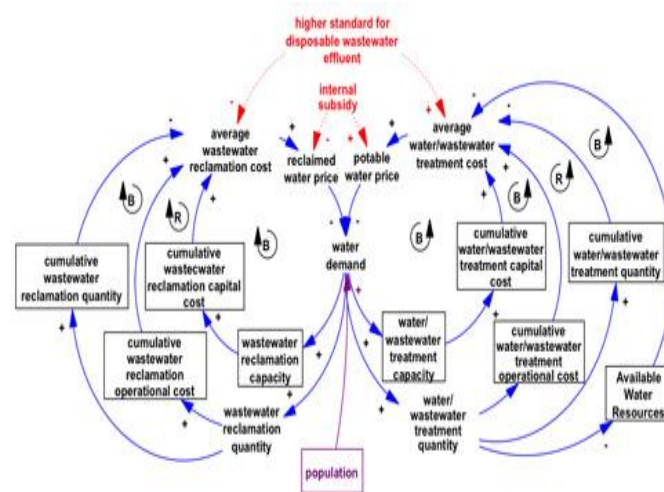 higher standard for
disposable wastewater
effluent
internal
subsidy
average
wastewater
reclamation cost
reclaimed
water price
potable
water price
average
water/wastewater
treatment cost
B
R
B
B
B
R
B
water
demand
cumulative
wastewater
reclamation quantity
cumulative
wastecwater
reclamation capital
cost
cumulative
water/wastewater
treatment capital
cost
cumulative
water/wastewater
treatment quantity
cumulative
wastewater
reclamation
operational cost
wastewater
reclamation
capacity
water/
wastewater
treatment
capacity
cumulative
water/wastewater
treatment
operational cost
Available
Water
Resources
wastewater
reclamation
quantity
water/
wastewater
treatment
quantity
population